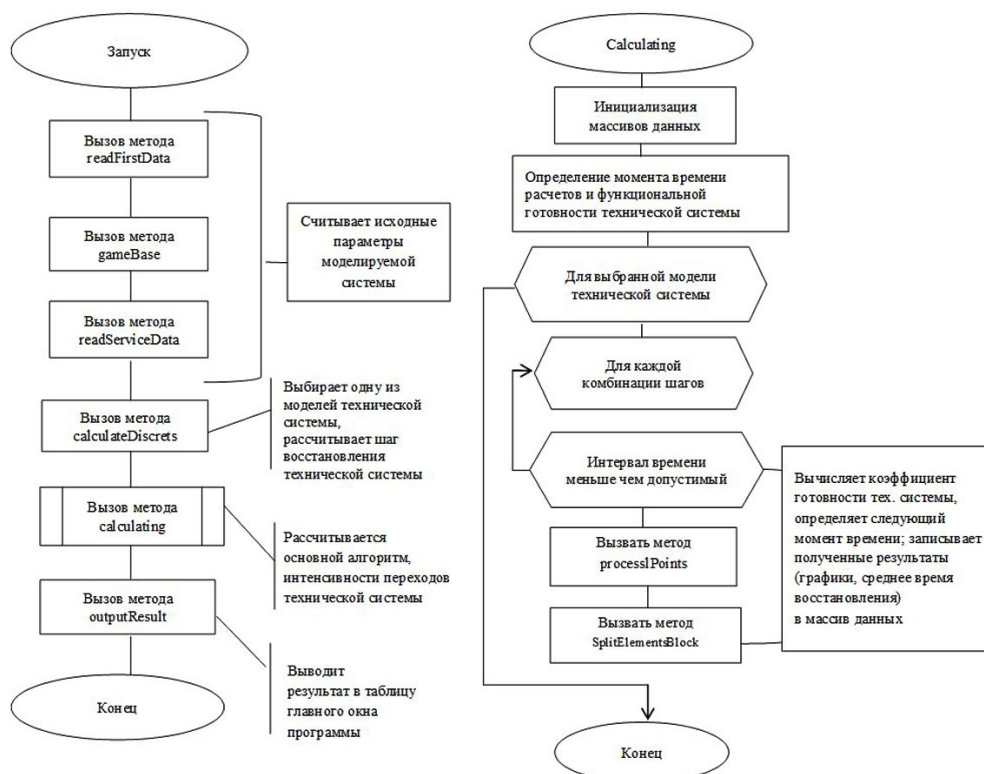 Запуск
Вызов метода
readFirstData
Вызов метода
gameBase
Вызов метода
readServiceData
Считывает исходные
параметры
моделируемой
системы
Вызов метода
calculateDiscrets
Выбирает одну из
моделей технической
системы,
рассчитывает шаг
восстановления
технической системы
Вызов метода
calculating
Рассчитывается
основной алгоритм,
интенсивности переходов
технической системы
Вызов метода
outputResult
Выводит
результат в таблицу
главного окна
программы
Конец
Calculating
Инициализация
массивов данных
Определение момента времени
расчетов и функциональной
готовности технической системы
Для выбранной модели
технической системы
Для каждой
комбинации шагов
Интервал времени
меньше чем допустимый
Вызвать метод
processlPoints
Вызвать метод
SplitElementsBlock
Вычисляет коэффициент
готовности тех. системы,
определяет следующий
момент времени; записывает
полученные результаты
(графики, среднее время
восстановления)
в массив данных
Конец